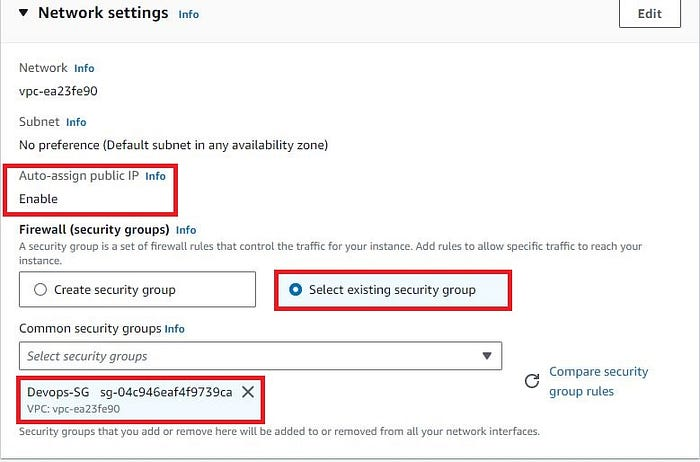 Network settings Info
Edit
Network Info
vpc-ea23fe90
Subnet Info
No preference (Default subnet in any availability zone)
Auto-assign public IP Info
Enable
Firewall (security groups) Info
A security group is a set of firewall rules that control the traffic for your instance. Add rules to allow specific traffic to reach your
instance.
Create security group
Select existing security group
Common security groups Info
Select security groups
Compare security
group rules
Devops-SG sg-04c946eaf4f9739ca
VPC: vpc-ea23fe90
Security groups that you add or remove here will be added to or removed from all your network interfaces.